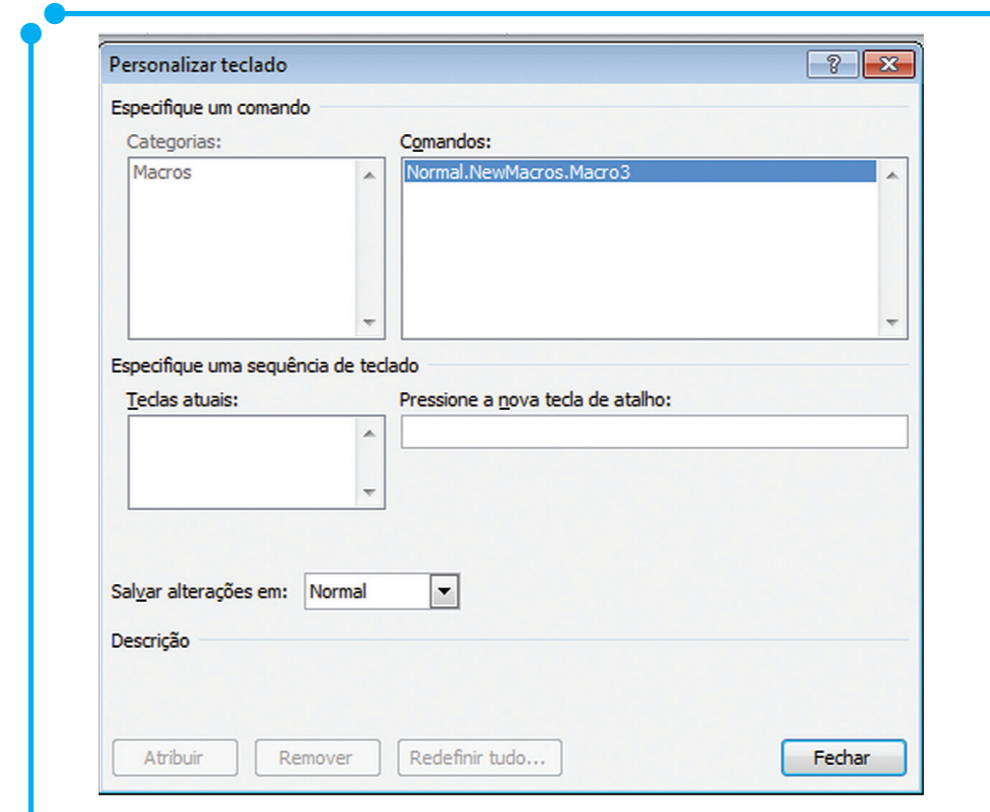 Personalizar teclado
Especifique um comando
Categorias:
Comandos:
Macros
Normal.NewMacros.Macro3
Especifique uma sequência de teclado
Teclas atuais:
Pressione a nova tecla de atalho:
Salvar alterações em: Normal
Descrição
Atribuir Remover Redefinir tudo... Fechar